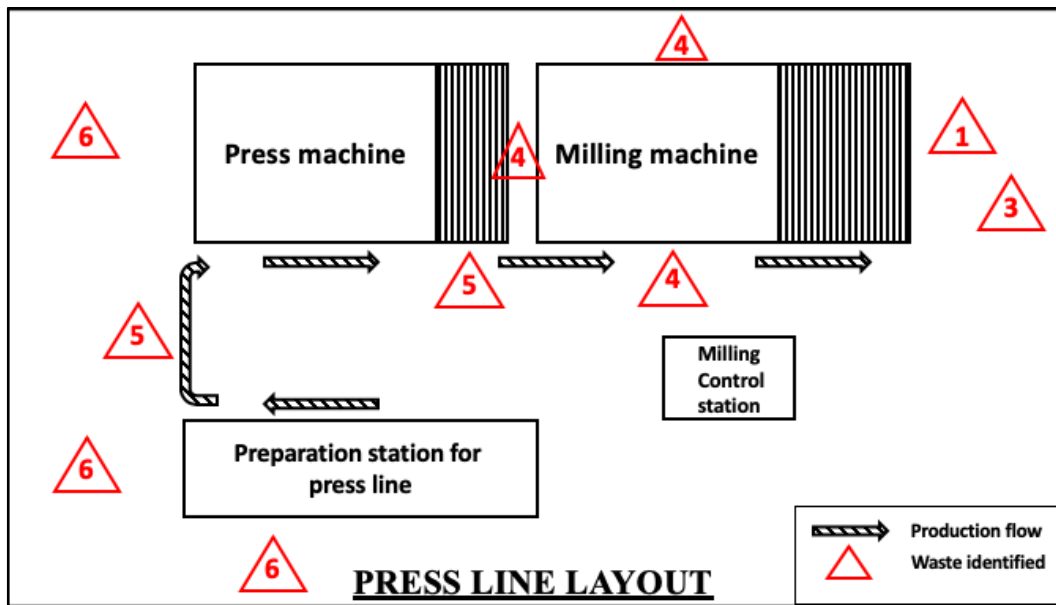 4
6
Press machine
4
Milling machine
1
3
5
4
5
Milling
Control
station
6
Preparation station for
press line
6
PRESS LINE LAYOUT
Production flow
Waste identified